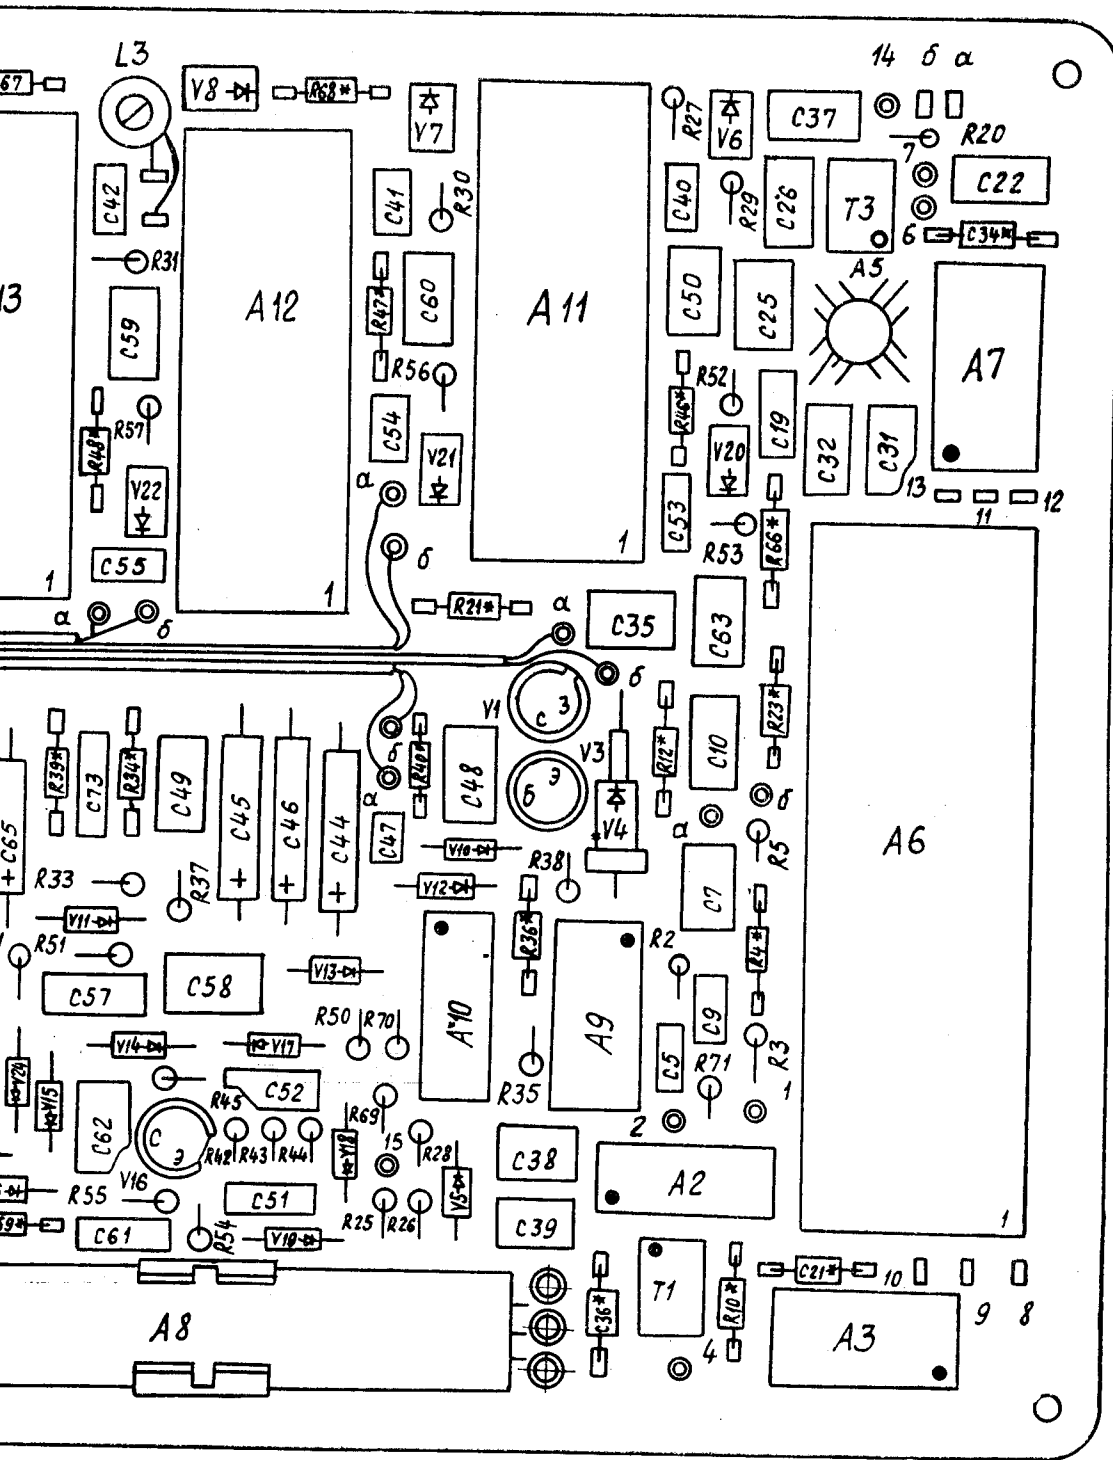 L3
14 б а
67
V8
R68*
V7
R27
V6
C37
7
R20
C42
C41
R30
C40
R29
C26
T3
C22
6
C34*
R31
A5
13
C59
A12
R47*
C60
A11
C50
C25
A7
R56
R52
R48*
R57
C54
R46*
C19
C32
C31
V22
а
V21
V20
13
11
12
C53
R53
R66*
C55
б
1
1
1
R21*
а
C35
C63
а
б
б
V1
С З
R23*
R39*
C73
R34*
C49
C45
C46
C44
б
R40*
C48
V3
R12*
C10
Э
б
а
б
+ C65
+
+
+
а
C47
V10
*V4
R5
A6
R33
R37
V12
R38
C7
V11
R36*
R4*
R51
R2
V13
C57
C58
R50
R70
A10
A9
C9
C5
R71
R3
V14
V17
V24
V15
R45
C52
R35
1
C62
С
Э
R69
2
R42
R43
R44
V18
15
R28
C38
V16
R55
C51
V5
A2
59*
C61
R54
V19
R25
R26
C39
1
T1
C36*
R10*
C21*
10
9
8
A8
4
A3